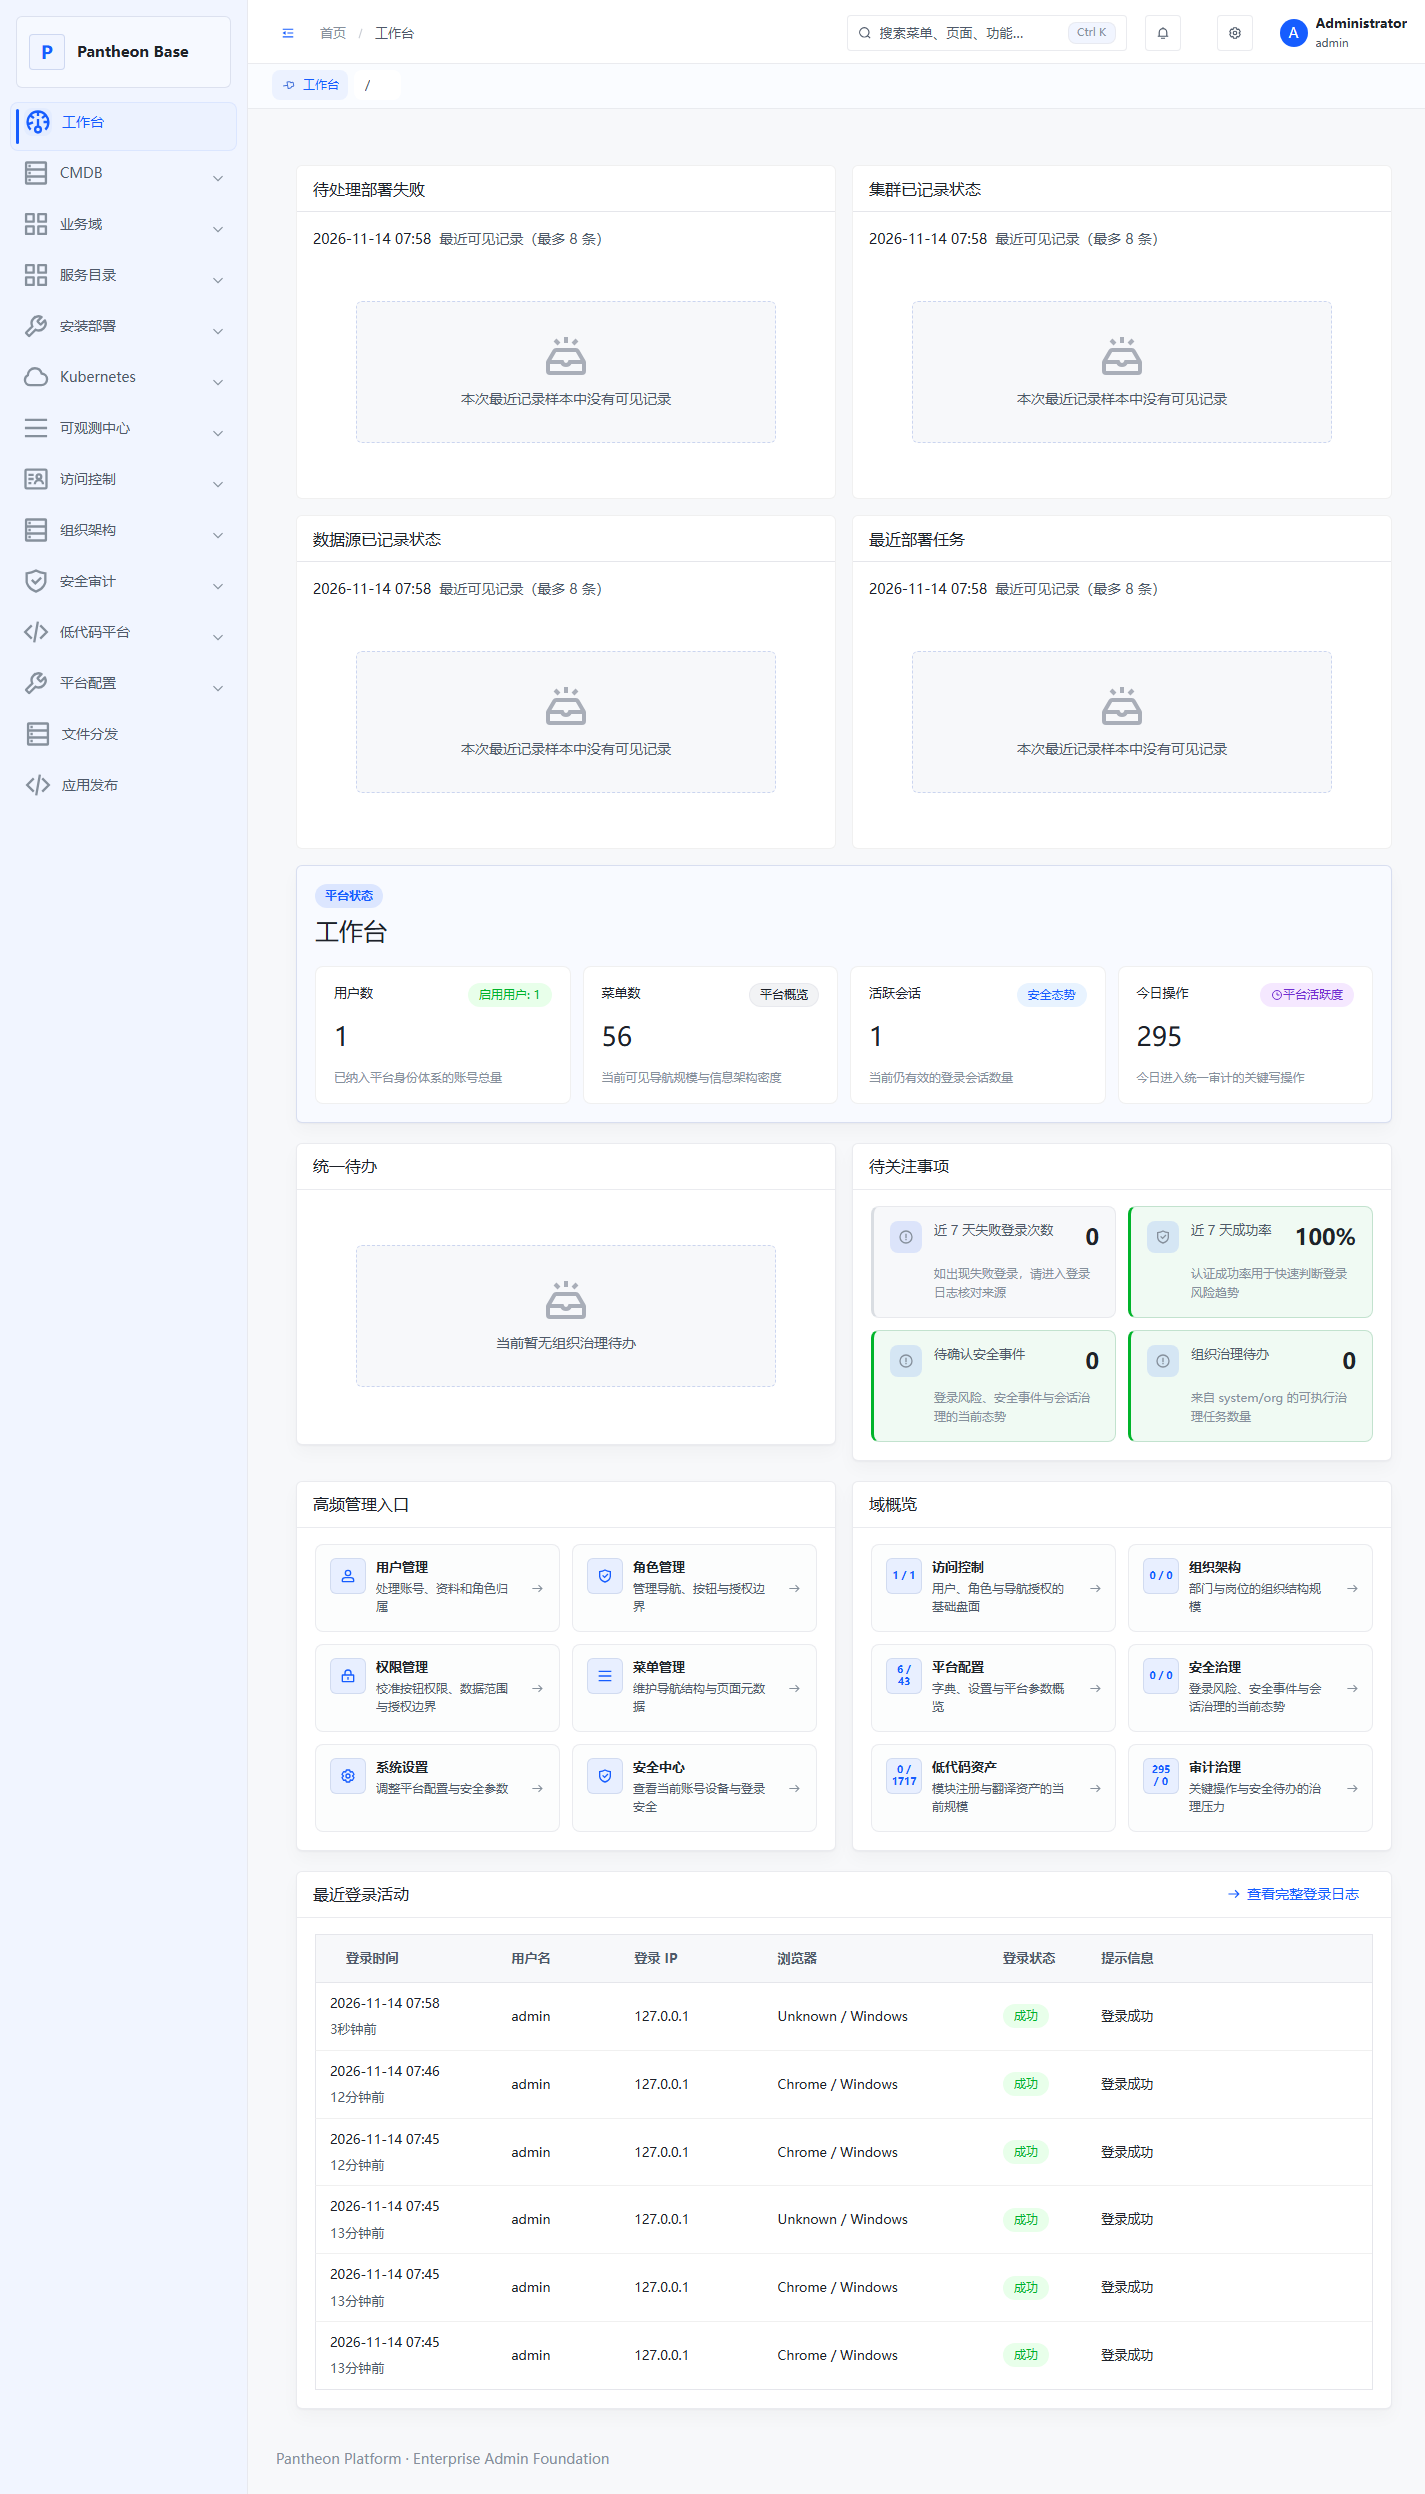 P
Pantheon Base
工作台
CMDB
业务域
服务目录
安装部署
Kubernetes
可观测中心
访问控制
组织架构
安全审计
低代码平台
平台配置
文件分发
应用发布
首页 / 工作台
搜索菜单、页面、功能... Ctrl K
A
Administrator
admin
工作台
/
待处理部署失败
2026-11-14 07:58 最近可见记录（最多 8 条）
本次最近记录样本中没有可见记录
集群已记录状态
2026-11-14 07:58 最近可见记录（最多 8 条）
本次最近记录样本中没有可见记录
数据源已记录状态
2026-11-14 07:58 最近可见记录（最多 8 条）
本次最近记录样本中没有可见记录
最近部署任务
2026-11-14 07:58 最近可见记录（最多 8 条）
本次最近记录样本中没有可见记录
平台状态
工作台
用户数 启用用户: 1
1
已纳入平台身份体系的账号总量
菜单数 平台概览
56
当前可见导航规模与信息架构密度
活跃会话 安全态势
1
当前仍有效的登录会话数量
今日操作 平台活跃度
295
今日进入统一审计的关键写操作
统一待办
当前暂无组织治理待办
待关注事项
近 7 天失败登录次数 0
如出现失败登录，请进入登录
日志核对来源
近 7 天成功率 100%
认证成功率用于快速判断登录
风险趋势
待确认安全事件 0
登录风险、安全事件与会话治
理的当前态势
组织治理待办 0
来自 system/org 的可执行治
理任务数量
高频管理入口
用户管理
处理账号、资料和角色归
属
角色管理
管理导航、按钮与授权边
界
权限管理
校准按钮权限、数据范围
与授权边界
菜单管理
维护导航结构与页面元数
据
系统设置
调整平台配置与安全参数
安全中心
查看当前账号设备与登录
安全
域概览
1 / 1
访问控制
用户、角色与导航授权的
基础盘面
0 / 0
组织架构
部门与岗位的组织结构规
模
6 /
43
平台配置
字典、设置与平台参数概
览
0 / 0
安全治理
登录风险、安全事件与会
话治理的当前态势
0 /
1717
低代码资产
模块注册与翻译资产的当
前规模
295
/ 0
审计治理
关键操作与安全待办的治
理压力
最近登录活动
查看完整登录日志
登录时间 用户名 登录 IP 浏览器 登录状态 提示信息
2026-11-14 07:58
3秒钟前
admin 127.0.0.1 Unknown / Windows 成功 登录成功
2026-11-14 07:46
12分钟前
admin 127.0.0.1 Chrome / Windows 成功 登录成功
2026-11-14 07:45
12分钟前
admin 127.0.0.1 Chrome / Windows 成功 登录成功
2026-11-14 07:45
13分钟前
admin 127.0.0.1 Unknown / Windows 成功 登录成功
2026-11-14 07:45
13分钟前
admin 127.0.0.1 Chrome / Windows 成功 登录成功
2026-11-14 07:45
13分钟前
admin 127.0.0.1 Chrome / Windows 成功 登录成功
Pantheon Platform · Enterprise Admin Foundation